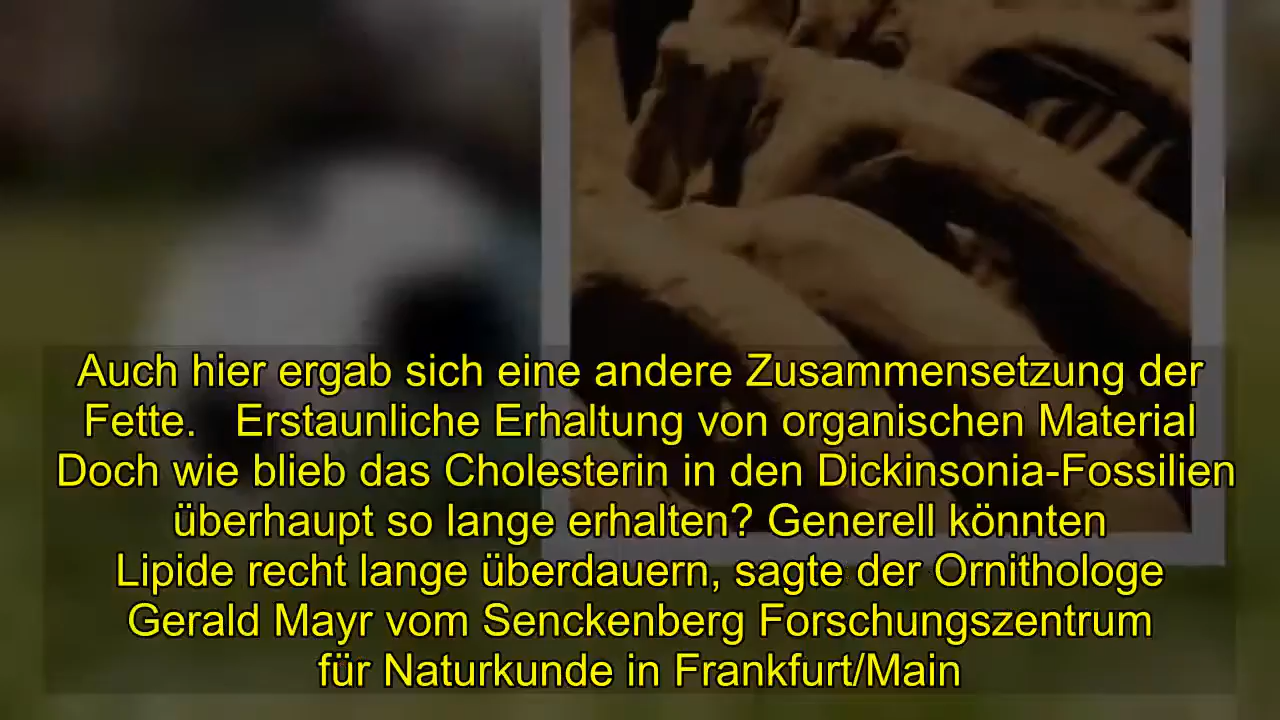 Auch hier ergab sich eine andere Zusammensetzung der
Fette.   Erstaunliche Erhaltung von organischen Material
Doch wie blieb das Cholesterin in den Dickinsonia-Fossilien
überhaupt so lange erhalten? Generell könnten
Lipide recht lange überdauern, sagte der Ornithologe
Gerald Mayr vom Senckenberg Forschungszentrum
für Naturkunde in Frankfurt/Main